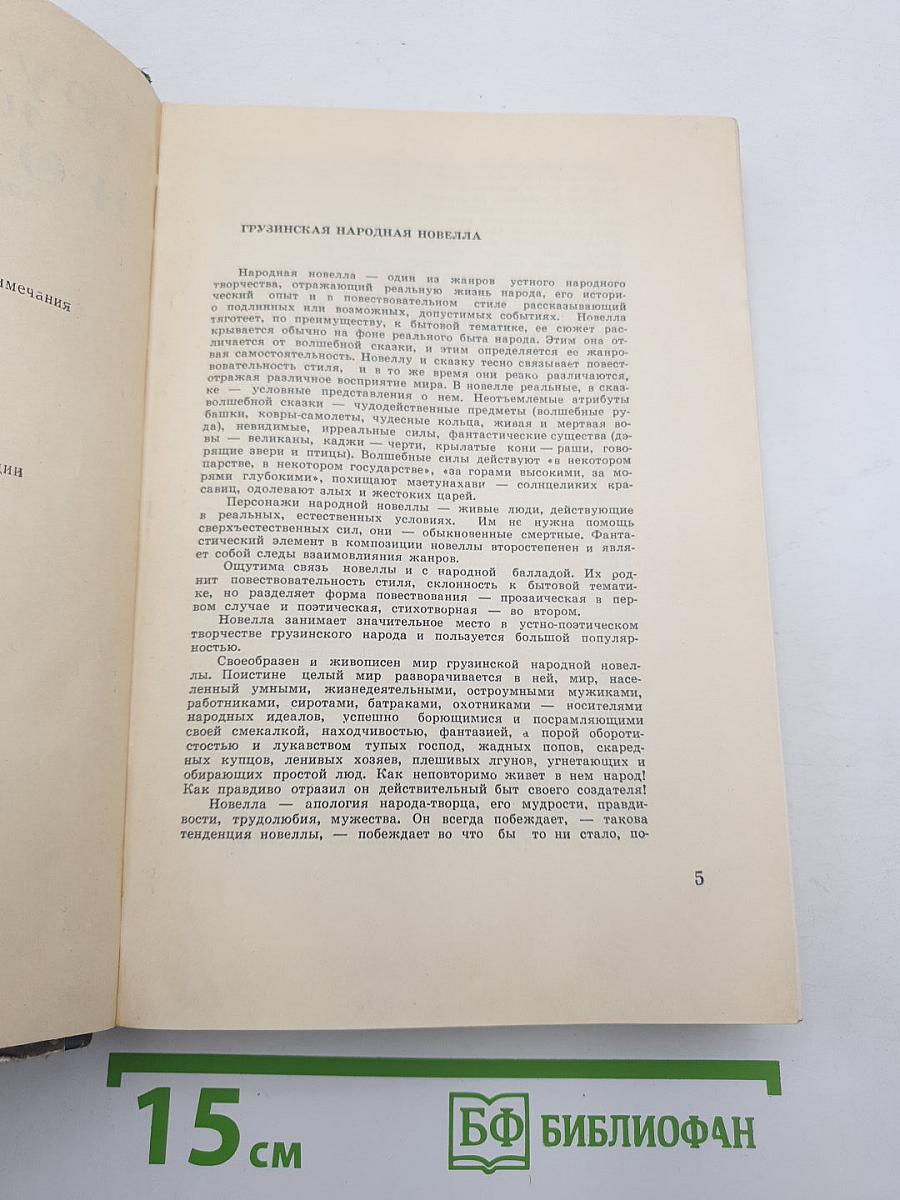 имечания
ции
ГРУЗИНСКАЯ НАРОДНАЯ НОВЕЛЛА
Народная новелла — один из жанров устного народного
творчества, отражающий реальную жизнь народа, его истори-
ческий опыт и в повествовательном стиле рассказывающий
о подлинных или возможных, допустимых событиях. Новелла
тяготеет, по преимуществу, к бытовой тематике, ее сюжет рас-
крывается обычно на фоне реального быта народа. Этим она от-
личается от волшебной сказки, и этим определяется ее жанро-
вая самостоятельность. Новеллу и сказку тесно связывает повест-
вовательность стиля, и в то же время они резко различаются,
отражая различное восприятие мира. В новелле реальные, в сказ-
ке — условные представления о нем. Неотъемлемые атрибуты
волшебной сказки — чудодейственные предметы (волшебные ру-
башки, ковры-самолеты, чудесные кольца, живая и мертвая во-
да), невидимые, ирреальные силы, фантастические существа (дэ-
вы — великаны, каджи — черти, крылатые кони — раши, гово-
рящие звери и птицы). Волшебные силы действуют «в некотором
царстве, в некотором государстве», «за горами высокими, за мо-
рями глубокими», похищают мзетунахави — солнцеликих кра-
савиц, одолевают злых и жестоких царей.
Персонажи народной новеллы — живые люди, действующие
в реальных, естественных условиях. Им не нужна помощь
сверхъестественных сил, они — обыкновенные смертные. Фанта-
стический элемент в композиции новеллы второстепенен и явля-
ет собой следы взаимовлияния жанров.
Ощутима связь новеллы и с народной балладой. Их род-
нит повествовательность стиля, склонность к бытовой темати-
ке, но разделяет форма повествования — прозаическая в пер-
вом случае и поэтическая, стихотворная — во втором.
Новелла занимает значительное место в устно-поэтическом
творчестве грузинского народа и пользуется большой популяр-
ностью.
Своеобразен и живописен мир грузинской народной новел-
лы. Поистине целый мир разворачивается в ней, мир, насе-
ленный умными, жизнедеятельными, остроумными мужиками,
работниками, сиротами, батраками, охотниками — носителями
народных идеалов, успешно борющимися и посрамляющими
своей смекалкой, находчивостью, фантазией, а порой обороти-
стостью и лукавством тупых господ, жадных попов, скаред-
ных купцов, ленивых хозяев, плешивых лгунов, угнетающих и
обирающих простой люд. Как неповторимо живет в нем народ!
Как правдиво отразил он действительный быт своего создателя!
Новелла — апология народа-творца, его мудрости, правди-
вости, трудолюбия, мужества. Он всегда побеждает, — такова
тенденция новеллы, — побеждает во что бы то ни стало, по-
5
15 см
БФ БИБЛИОФАН